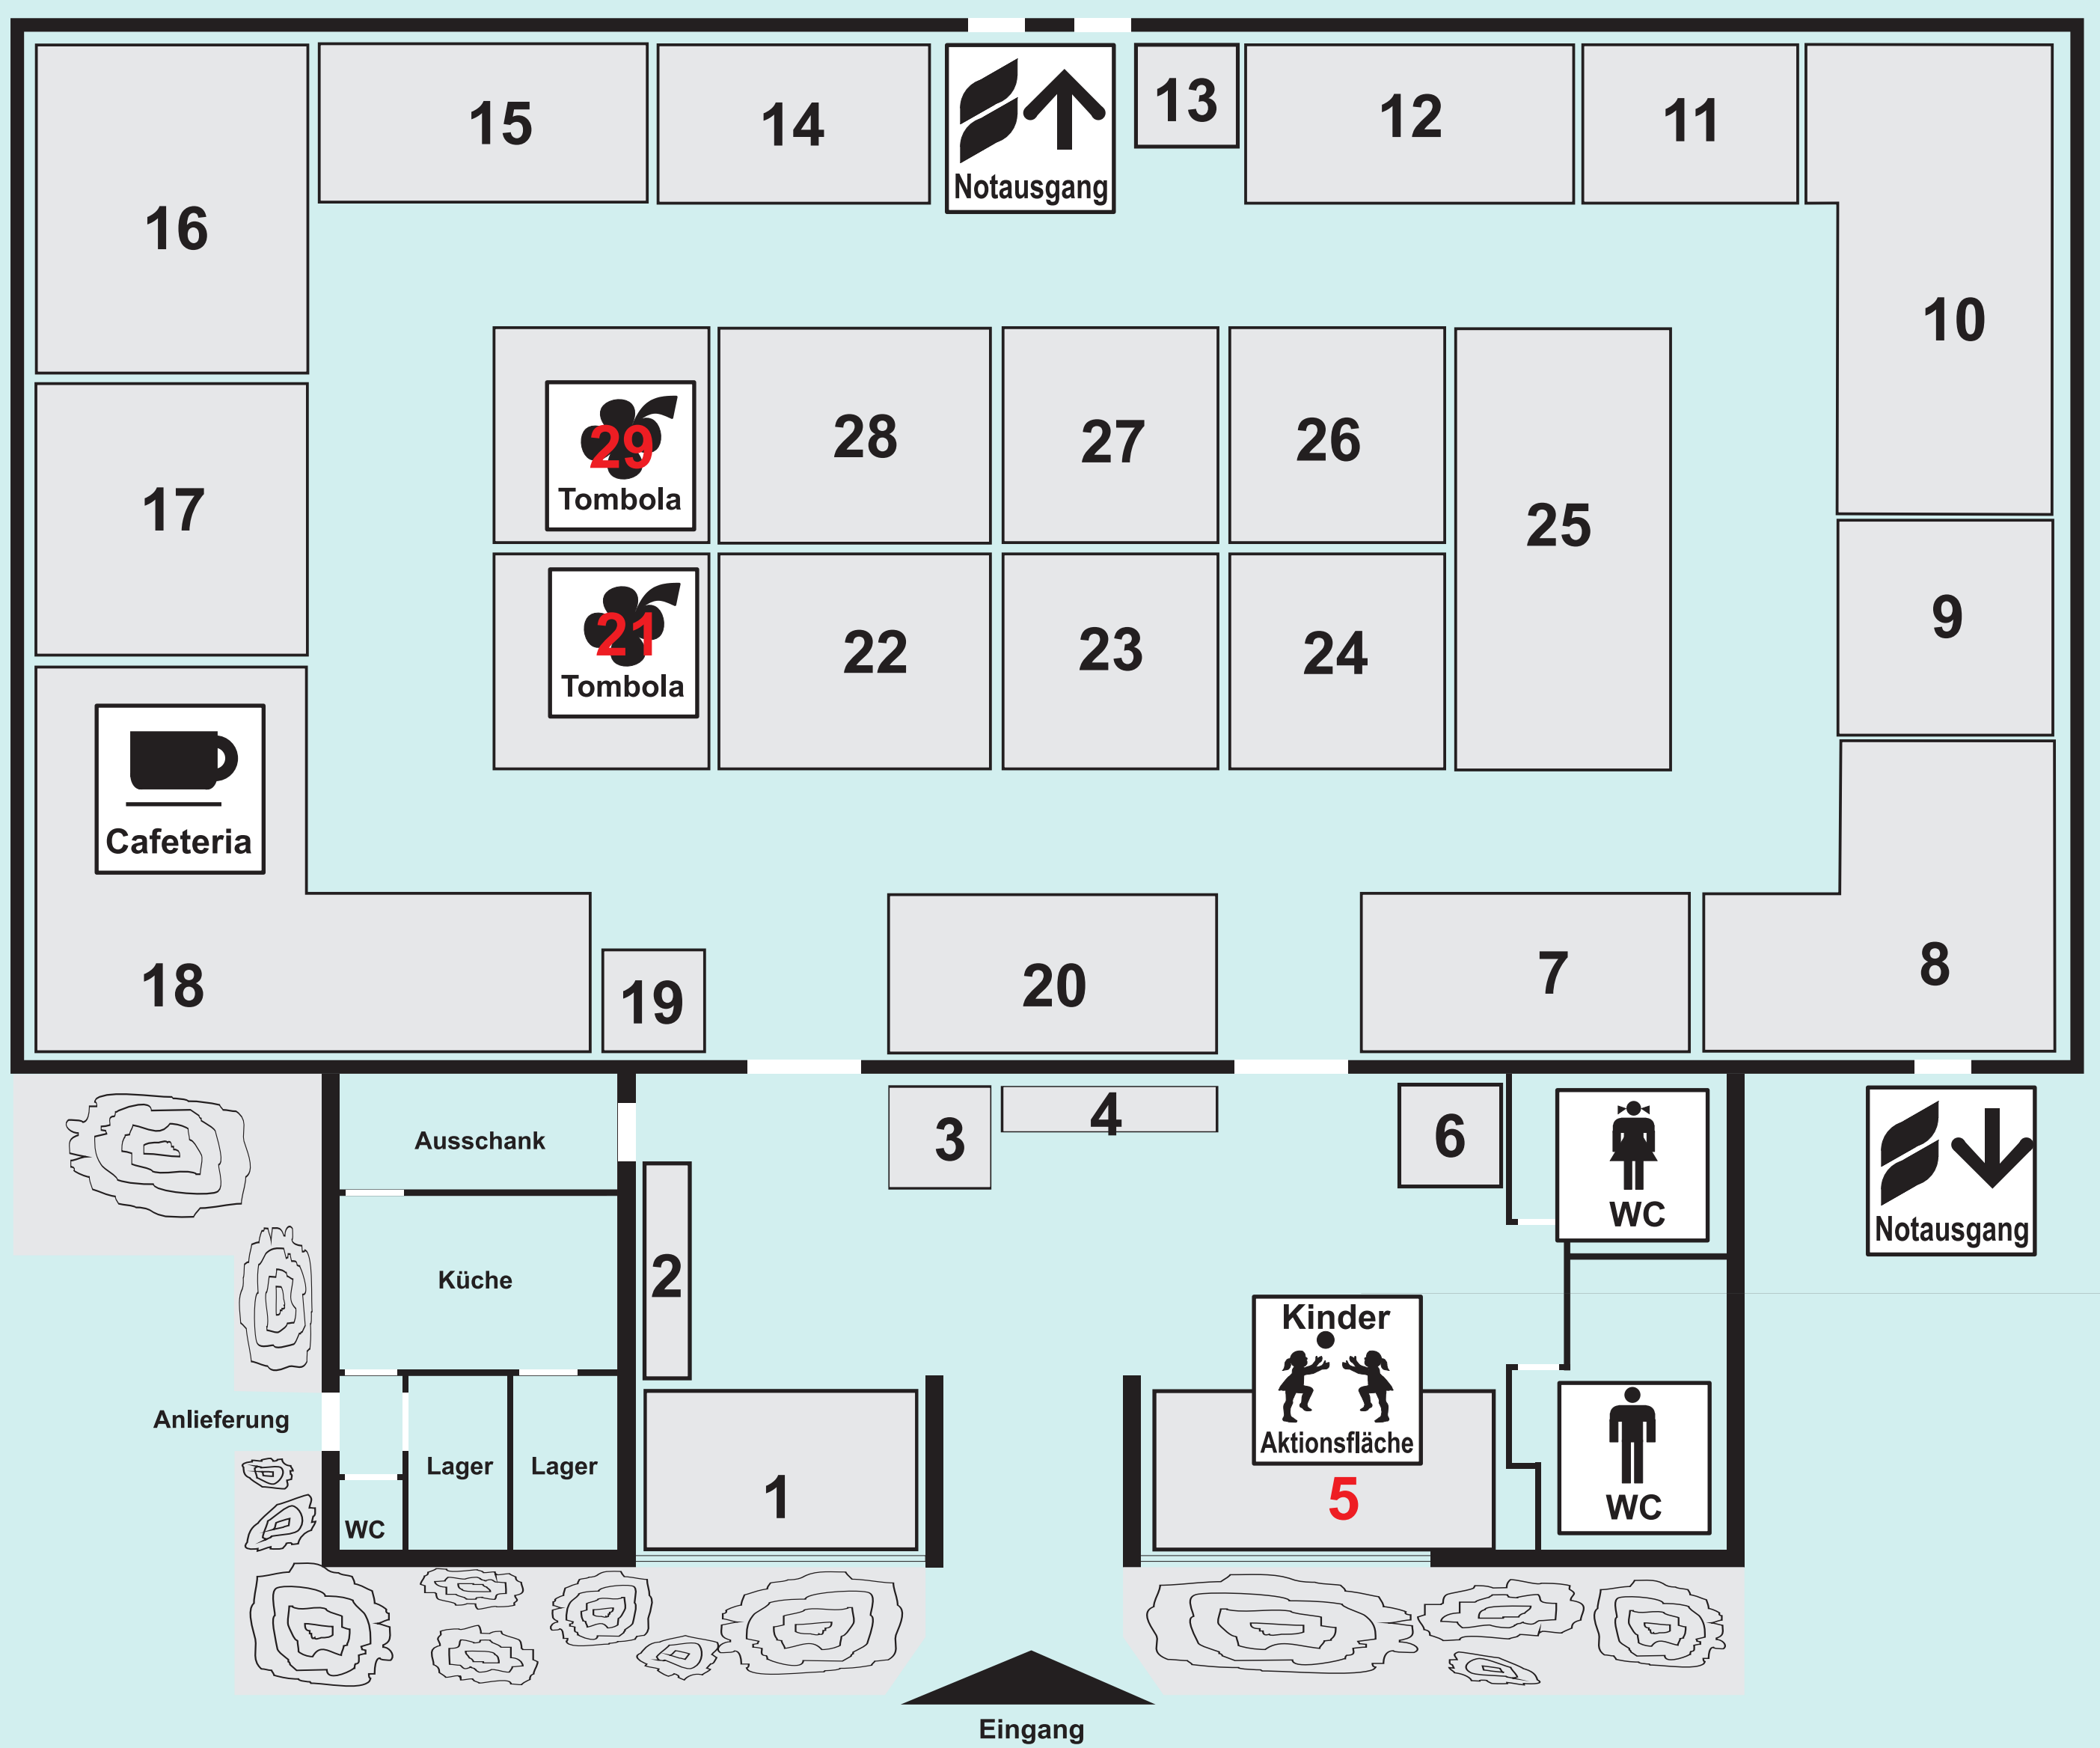 16
15
14
Notausgang
13
12
11
10
17
29
Tombola
28
27
26
25
21
Tombola
22
23
24
9
Cafeteria
18
19
20
7
8
Ausschank
3
4
6
WC
Notausgang
Küche
2
Kinder
Aktionsfläche
5
Anlieferung
Lager
Lager
WC
1
WC
Eingang